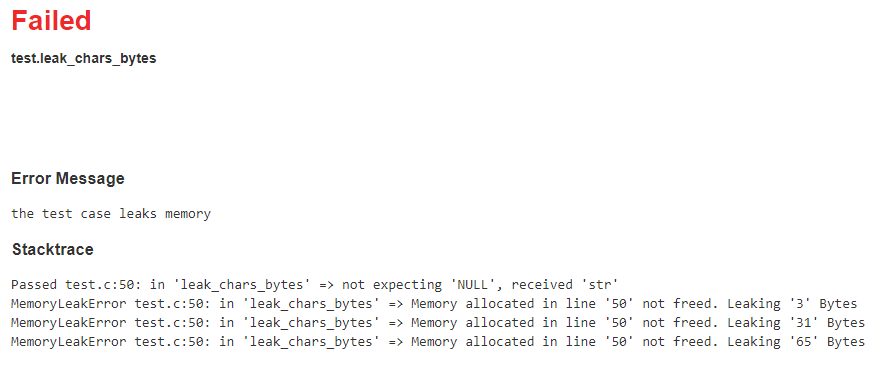 Failed
test.leak_chars_bytes
Error Message
the test case leaks memory
Stacktrace
Passed test.c:50: in 'leak_chars_bytes' => not expecting 'NULL', received 'str'
MemoryLeakError test.c:50: in 'leak_chars_bytes' => Memory allocated in line '50' not freed. Leaking '3' Bytes
MemoryLeakError test.c:50: in 'leak_chars_bytes' => Memory allocated in line '50' not freed. Leaking '31' Bytes
MemoryLeakError test.c:50: in 'leak_chars_bytes' => Memory allocated in line '50' not freed. Leaking '65' Bytes